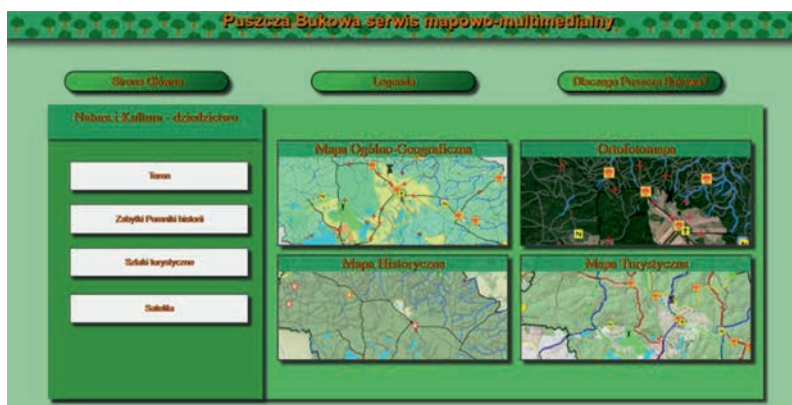 Puszcza Bukowa serwis mapowo-multimedialny
Strona Główna
Legenda
Dlaczego Puszcza Bukowa?
Natura i Kultura - dziedzictwo
Teren
Zabytki Pomniki historii
Szlaki turystyczne
Satelita
Mapa Ogólno-Geograficzna
Ortofotomapa
Mapa Historyczna
Mapa Turystyczna